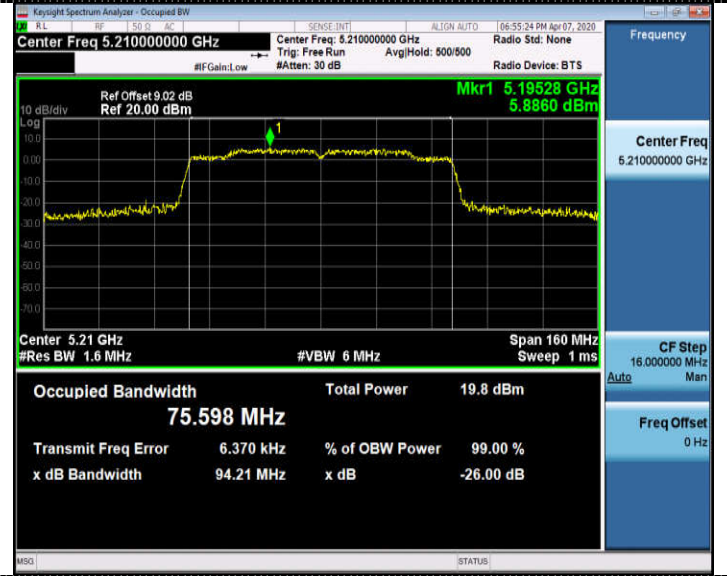 Keysight Spectrum Analyzer - Occupied BW
RL RF 50 Ω AC SENSE:INT ALIGN AUTO 06:55:24 PM Apr 07, 2020
Center Freq 5.210000000 GHz
Center Freq: 5.210000000 GHz Radio Std: None
Trig: Free Run Avg|Hold: 500/500
#IFGain:Low #Atten: 30 dB Radio Device: BTS
Frequency
Ref Offset 9.02 dB
10 dB/div Ref 20.00 dBm
Mkr1 5.19528 GHz
5.8860 dBm
Log
10.0
0.00
-10.0
-20.0
-30.0
-40.0
-50.0
-60.0
-70.0
1
Center 5.21 GHz Span 160 MHz
#Res BW 1.6 MHz #VBW 6 MHz Sweep 1 ms
Occupied Bandwidth Total Power 19.8 dBm
75.598 MHz
Transmit Freq Error 6.370 kHz % of OBW Power 99.00 %
x dB Bandwidth 94.21 MHz x dB -26.00 dB
Center Freq
5.210000000 GHz
CF Step
16.000000 MHz
Auto Man
Freq Offset
0 Hz
MSG STATUS